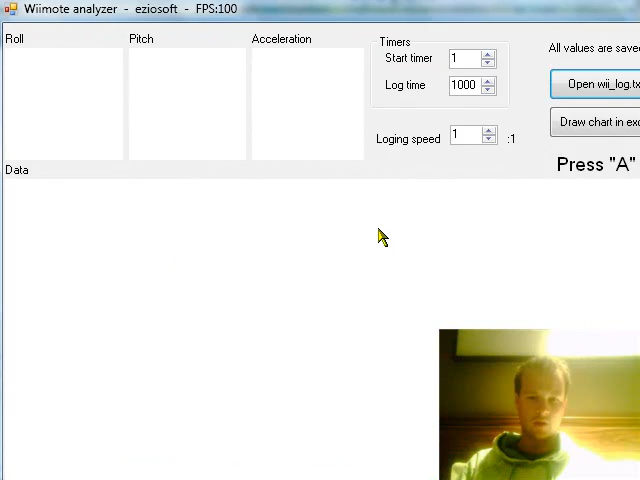 Wiimote analyzer - eziosoft - FPS:100
Roll
Pitch
Acceleration
Timers
Start timer 1
Log time 1000
Loging speed 1 :1
All values are save
Open wii_log.tx
Draw chart in exc
Press "A"
Data